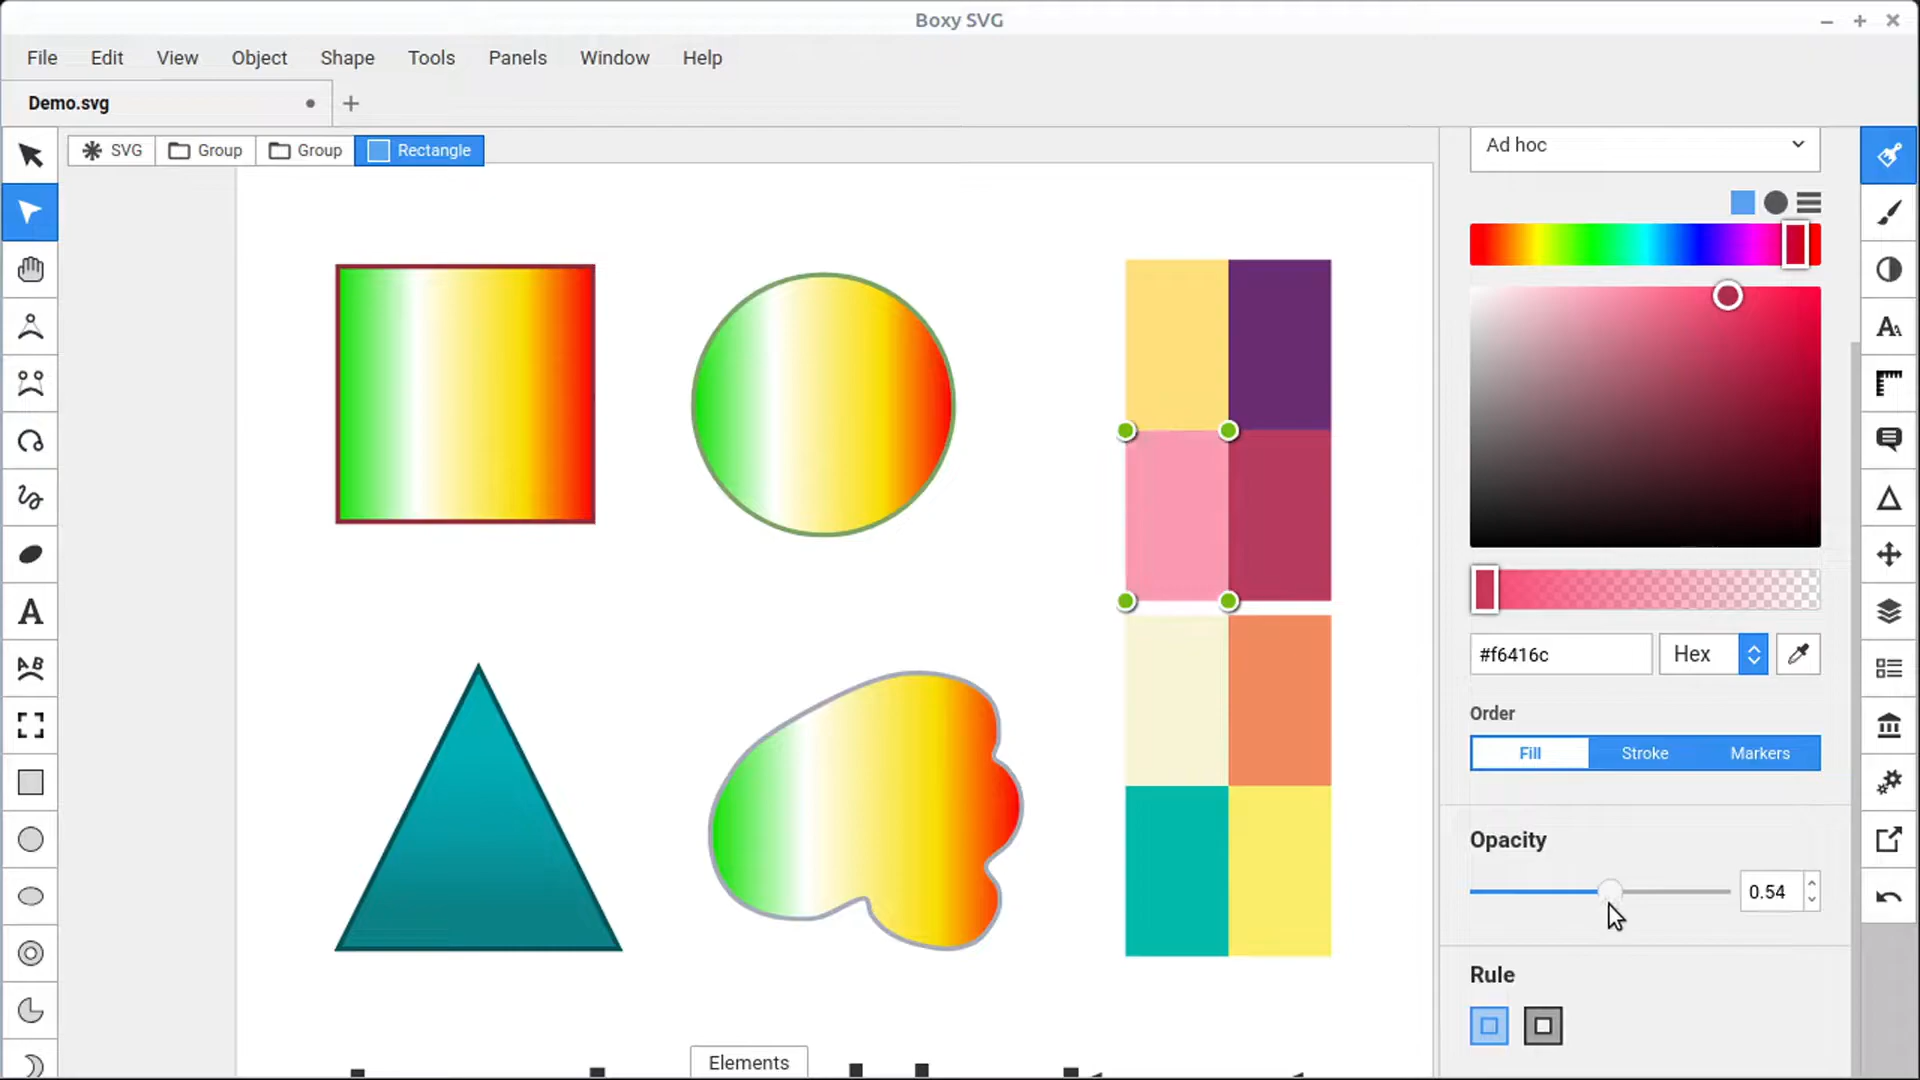 Boxy SVG
File Edit View Object Shape Tools Panels Window Help
Demo.svg
SVG Group Group Rectangle
Ad hoc
#f6416c Hex
Order
Fill Stroke Markers
Opacity
0.54
Rule
Elements